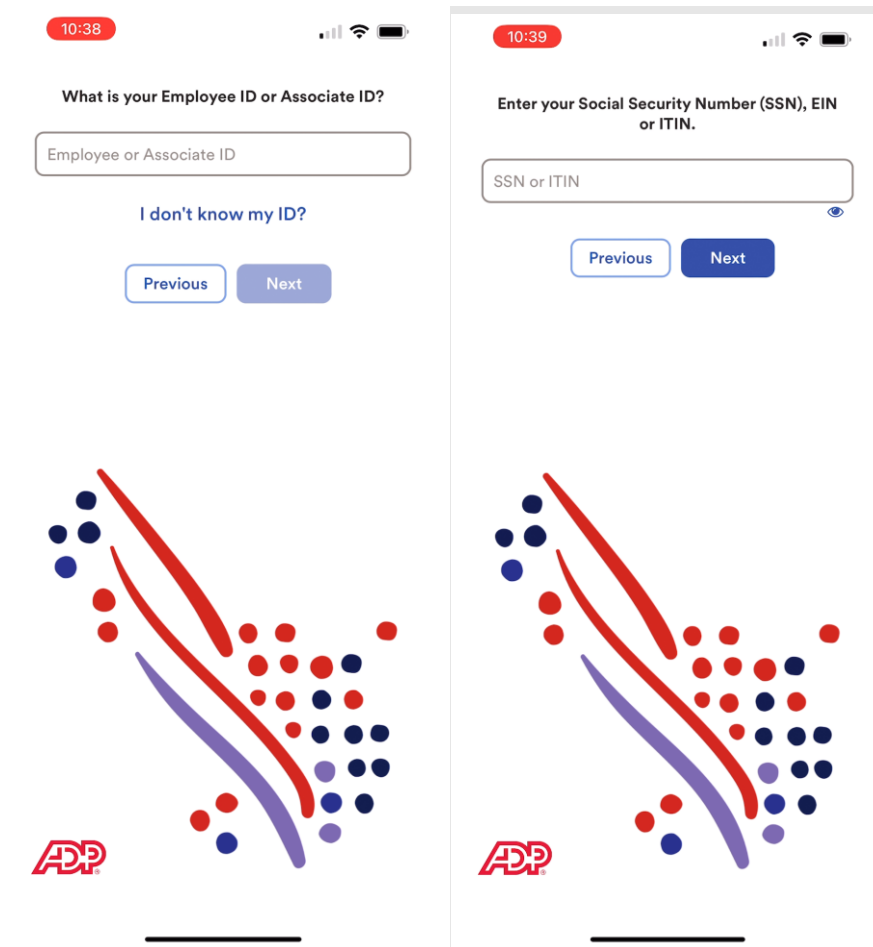 10:38
What is your Employee ID or Associate ID?
Employee or Associate ID
I don't know my ID?
Previous
Next
ADP
10:39
Enter your Social Security Number (SSN), EIN
or ITIN.
SSN or ITIN
Previous
Next
ADP